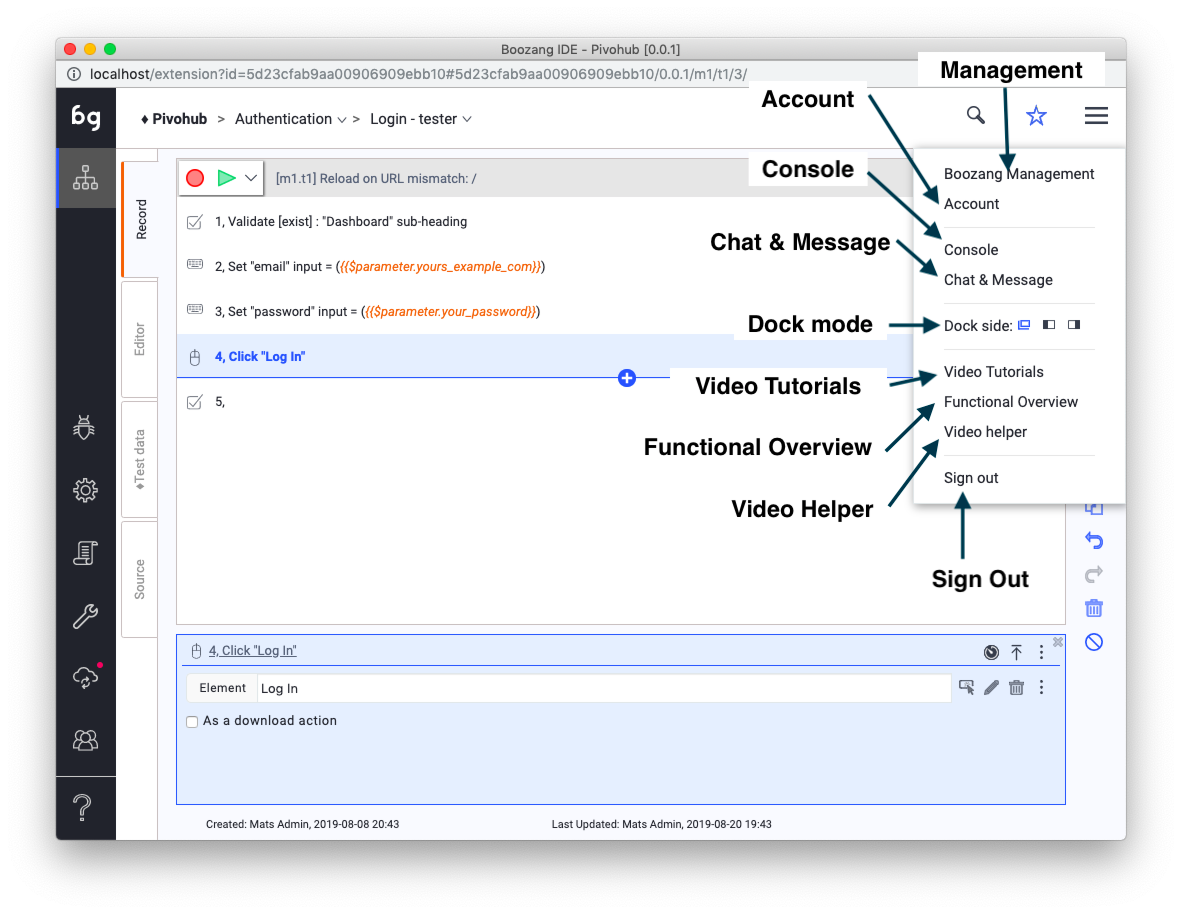 Boozang IDE - Pivohub [0.0.1]
localhost/extension?id=5d23cfab9aa00906909ebb10#5d23cfab9aa00906909ebb10/0.0.1/m1/t1/3/
Management
bg
♦ Pivohub > Authentication > Login - tester
Account
Record
[m1.t1] Reload on URL mismatch: /
Console
Boozang Management
Account
1, Validate [exist] : "Dashboard" sub-heading
Chat & Message
Console
2, Set "email" input = ({{$parameter.yours_example_com}})
Chat & Message
Editor
3, Set "password" input = ({{$parameter.your_password}})
Dock mode
Dock side:
4, Click "Log In"
Video Tutorials
Video Tutorials
5,
Functional Overview
♦Test data
Functional Overview
Video helper
Video Helper
Sign out
Source
Sign Out
4, Click "Log In"
Element
Log In
As a download action
Created: Mats Admin, 2019-08-08 20:43
Last Updated: Mats Admin, 2019-08-20 19:43